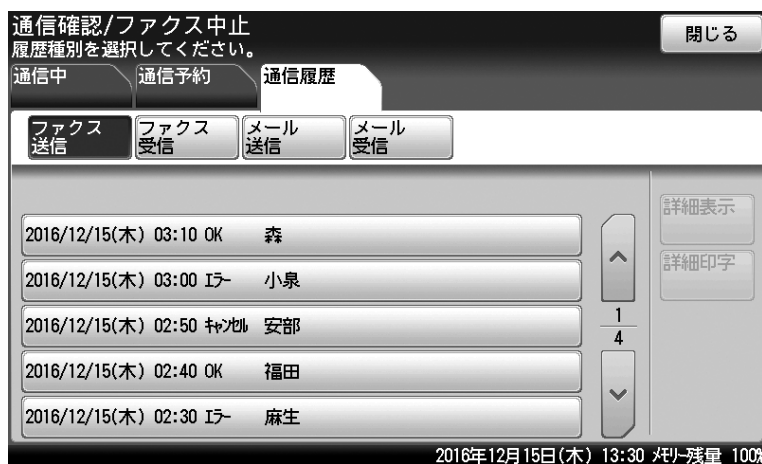 通信確認/ファクス中止
履歴種別を選択してください。
閉じる
通信中
通信予約
通信履歴
ファクス
送信
ファクス
受信
メール
送信
メール
受信
2016/12/15(木) 03:10 OK 森
2016/12/15(木) 03:00 ｴﾗｰ 小泉
2016/12/15(木) 02:50 ｷｬﾝｾﾙ 安部
2016/12/15(木) 02:40 OK 福田
2016/12/15(木) 02:30 ｴﾗｰ 麻生
1
4
詳細表示
詳細印字
2016年12月15日(木) 13:30 ﾒﾓﾘｰ残量 100%